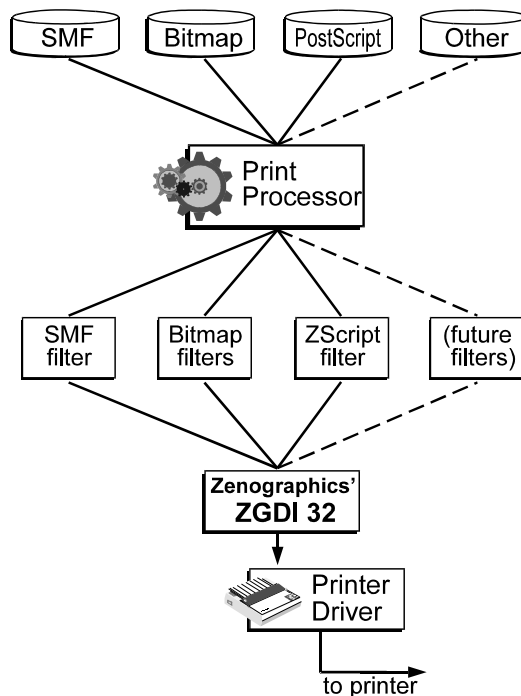 SMF
Bitmap
PostScript
Other
Print
Processor
SMF
filter
Bitmap
filters
ZScript
filter
(future
filters)
Zenographics’
ZGDI 32
Printer
Driver
to printer